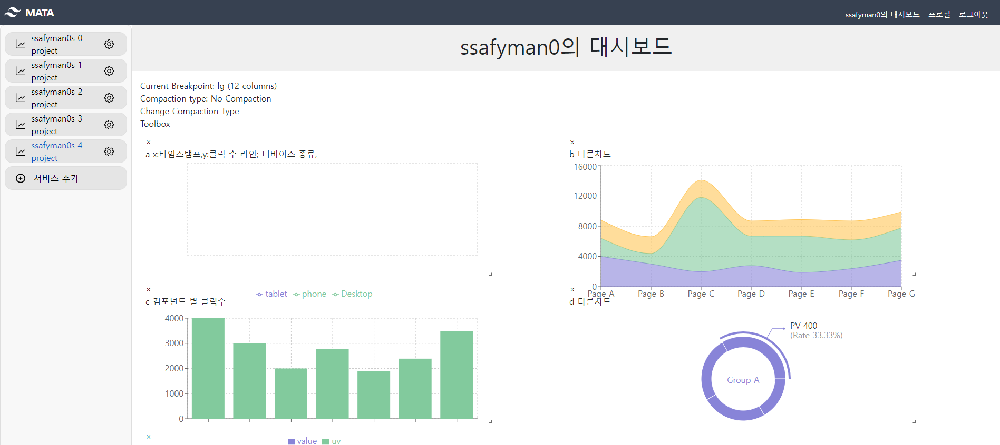 MATA
ssafyman0의 대시보드 프로필 로그아웃
ssafyman0s 0
project
ssafyman0s 1
project
ssafyman0s 2
project
ssafyman0s 3
project
ssafyman0s 4
project
서비스 추가
ssafyman0의 대시보드
Current Breakpoint: lg (12 columns)
Compaction type: No Compaction
Change Compaction Type
Toolbox
×
a x:타임스탬프,y:클릭 수 라인; 디바이스 종류,
tablet phone Desktop
×
b 다른차트
16000
12000
8000
4000
0
Page A Page B Page C Page D Page E Page F Page G
×
c 컴포넌트 별 클릭수
4000
3000
2000
1000
0
value uv
×
d 다른차트
PV 400
(Rate 33.33%)
Group A
×